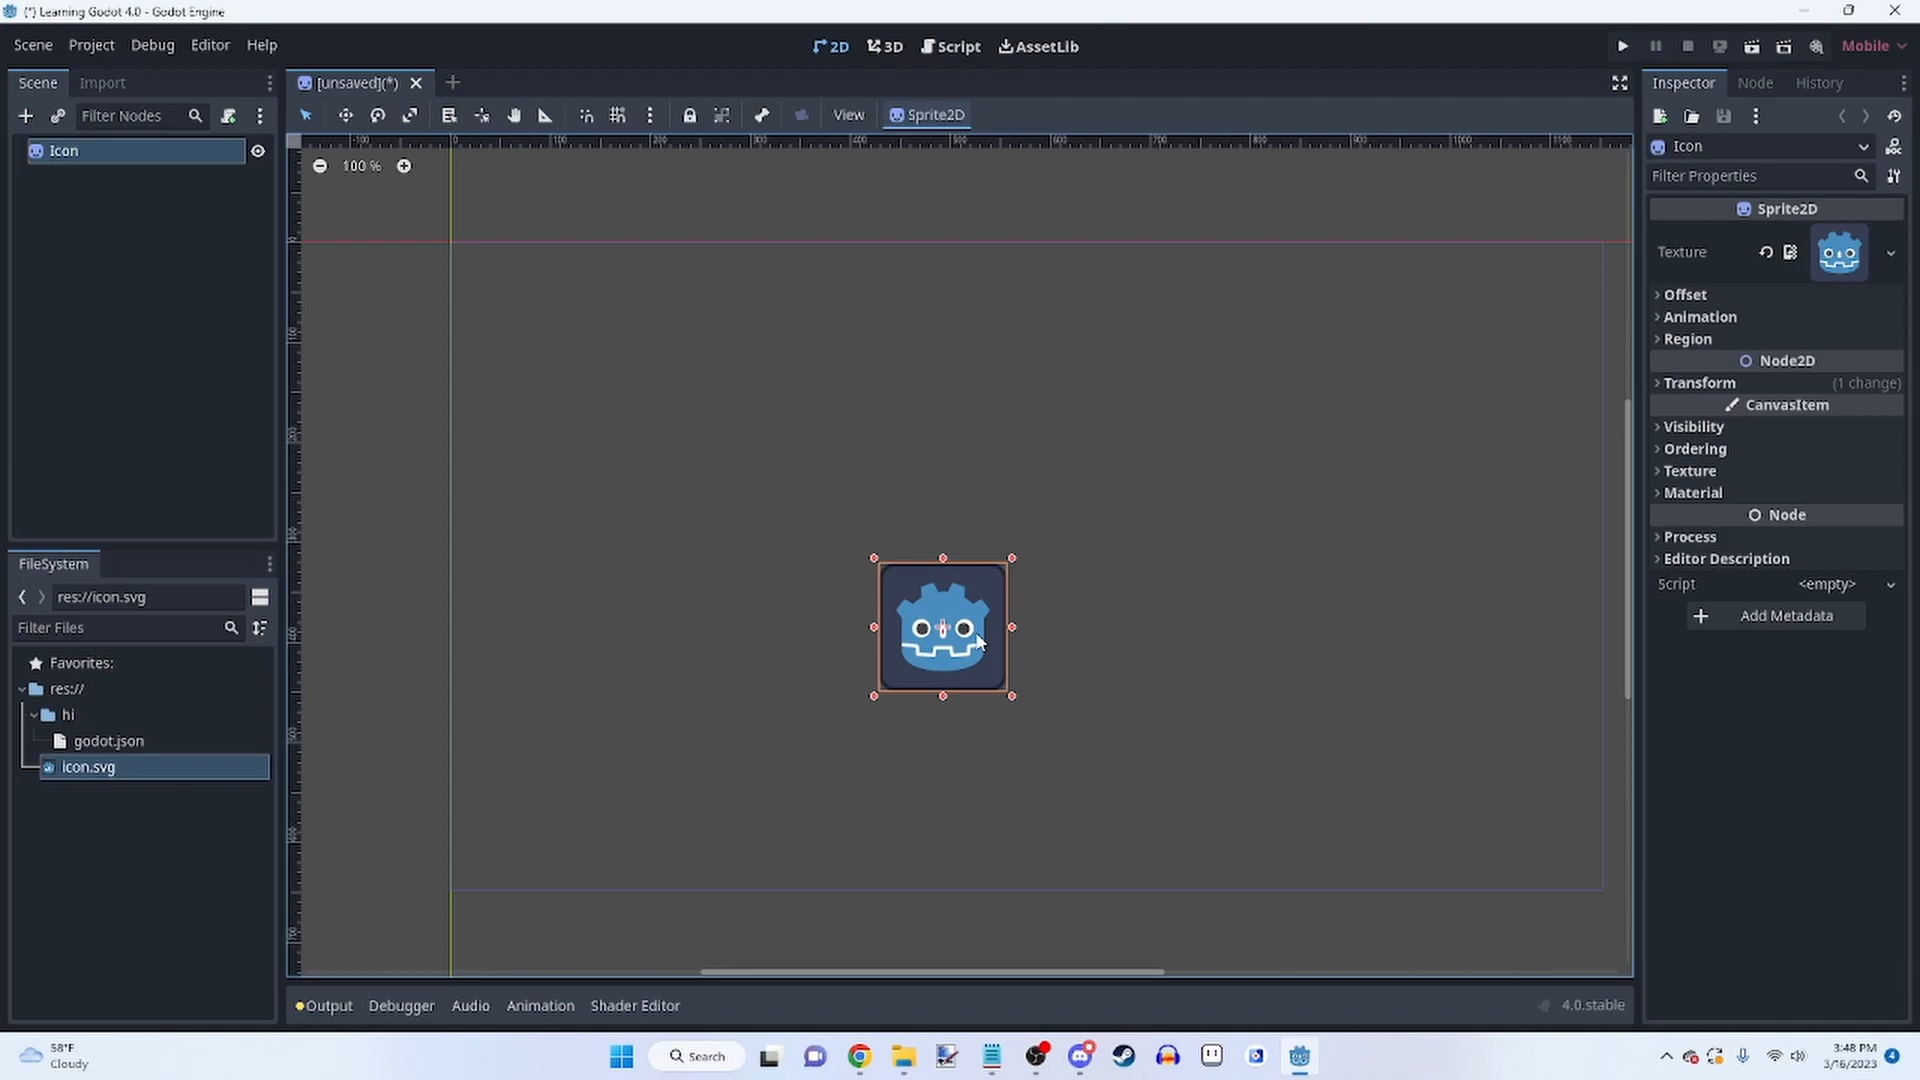 (*) Learning Godot 4.0 - Godot Engine
Scene Project Debug Editor Help
2D 3D Script AssetLib
Mobile
Scene Import
[unsaved](*)
Inspector Node History
Filter Nodes
View Sprite2D
Icon
Icon
Filter Properties
100 %
Sprite2D
Texture
Offset
Animation
Region
Node2D
Transform (1 change)
CanvasItem
Visibility
Ordering
Texture
Material
Node
Process
Editor Description
Script <empty>
Add Metadata
FileSystem
res://icon.svg
Filter Files
Favorites:
res://
hi
godot.json
icon.svg
Output Debugger Audio Animation Shader Editor
4.0.stable
58°F
Cloudy
Search
3:48 PM
3/16/2023
4